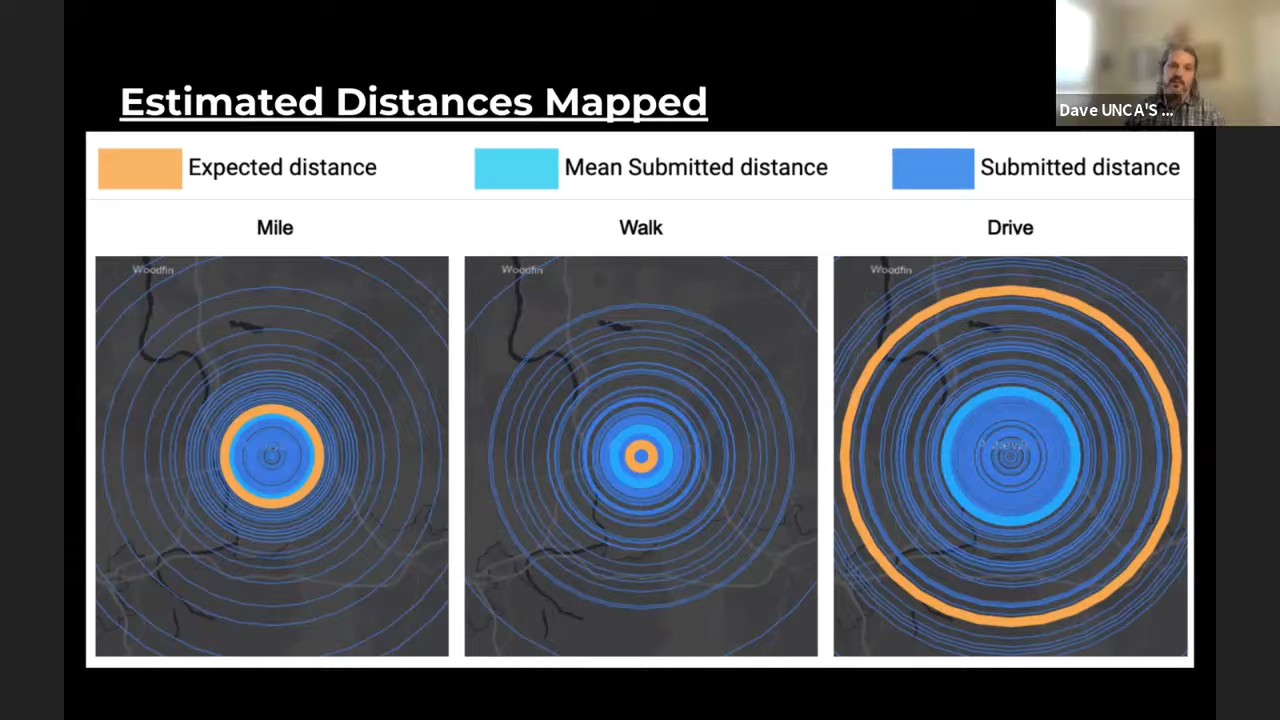 Estimated Distances Mapped
Dave UNCA'S ...
Expected distance
Mean Submitted distance
Submitted distance
Mile
Walk
Drive
Woodfin
Woodfin
Woodfin